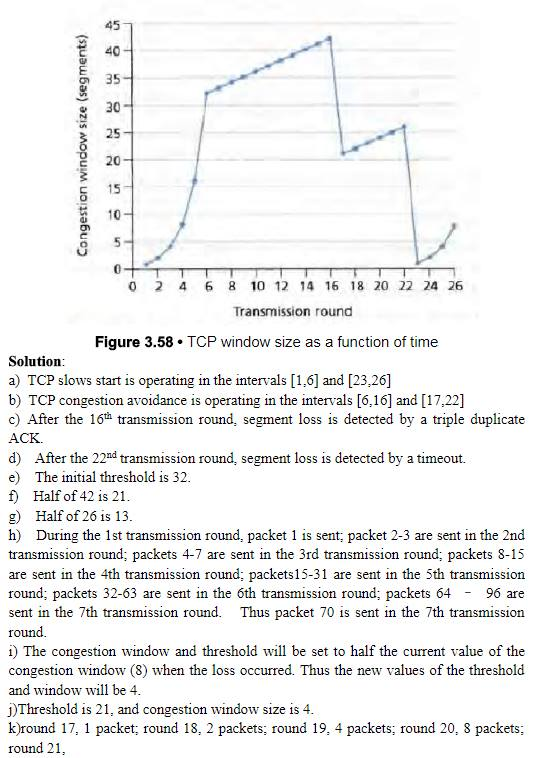 45
40
35
30
25
20
15
10
5
0
Congestion window size (segments)
0 2 4 6 8 10 12 14 16 18 20 22 24 26
Transmission round
Figure 3.58 • TCP window size as a function of time
Solution:
a) TCP slows start is operating in the intervals [1,6] and [23,26]
b) TCP congestion avoidance is operating in the intervals [6,16] and [17,22]
c) After the 16th transmission round, segment loss is detected by a triple duplicate
ACK.
d) After the 22nd transmission round, segment loss is detected by a timeout.
e) The initial threshold is 32.
f) Half of 42 is 21.
g) Half of 26 is 13.
h) During the 1st transmission round, packet 1 is sent; packet 2-3 are sent in the 2nd
transmission round; packets 4-7 are sent in the 3rd transmission round; packets 8-15
are sent in the 4th transmission round; packets15-31 are sent in the 5th transmission
round; packets 32-63 are sent in the 6th transmission round; packets 64 – 96 are
sent in the 7th transmission round. Thus packet 70 is sent in the 7th transmission
round.
i) The congestion window and threshold will be set to half the current value of the
congestion window (8) when the loss occurred. Thus the new values of the threshold
and window will be 4.
j)Threshold is 21, and congestion window size is 4.
k)round 17, 1 packet; round 18, 2 packets; round 19, 4 packets; round 20, 8 packets;
round 21,